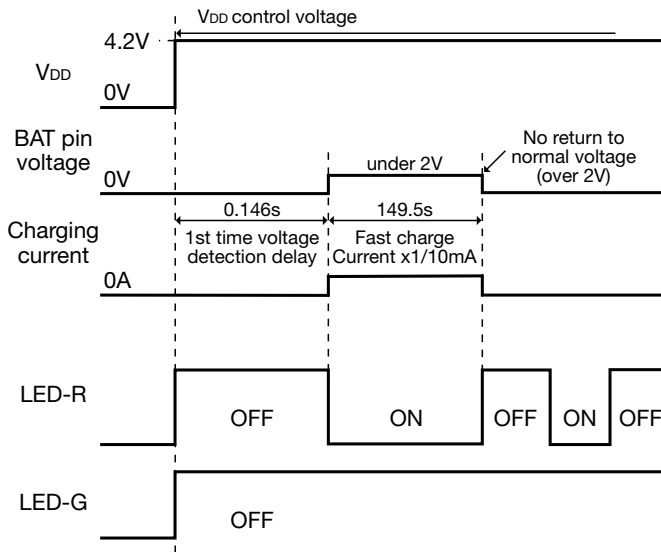 VDD control voltage
4.2V
VDD
0V
BAT pin
voltage
0V
under 2V
No return to
normal voltage
(over 2V)
0.146s
149.5s
Charging
current
1st time voltage
detection delay
Fast charge
Current x1/10mA
0A
LED-R
OFF
ON
OFF
ON
OFF
LED-G
OFF